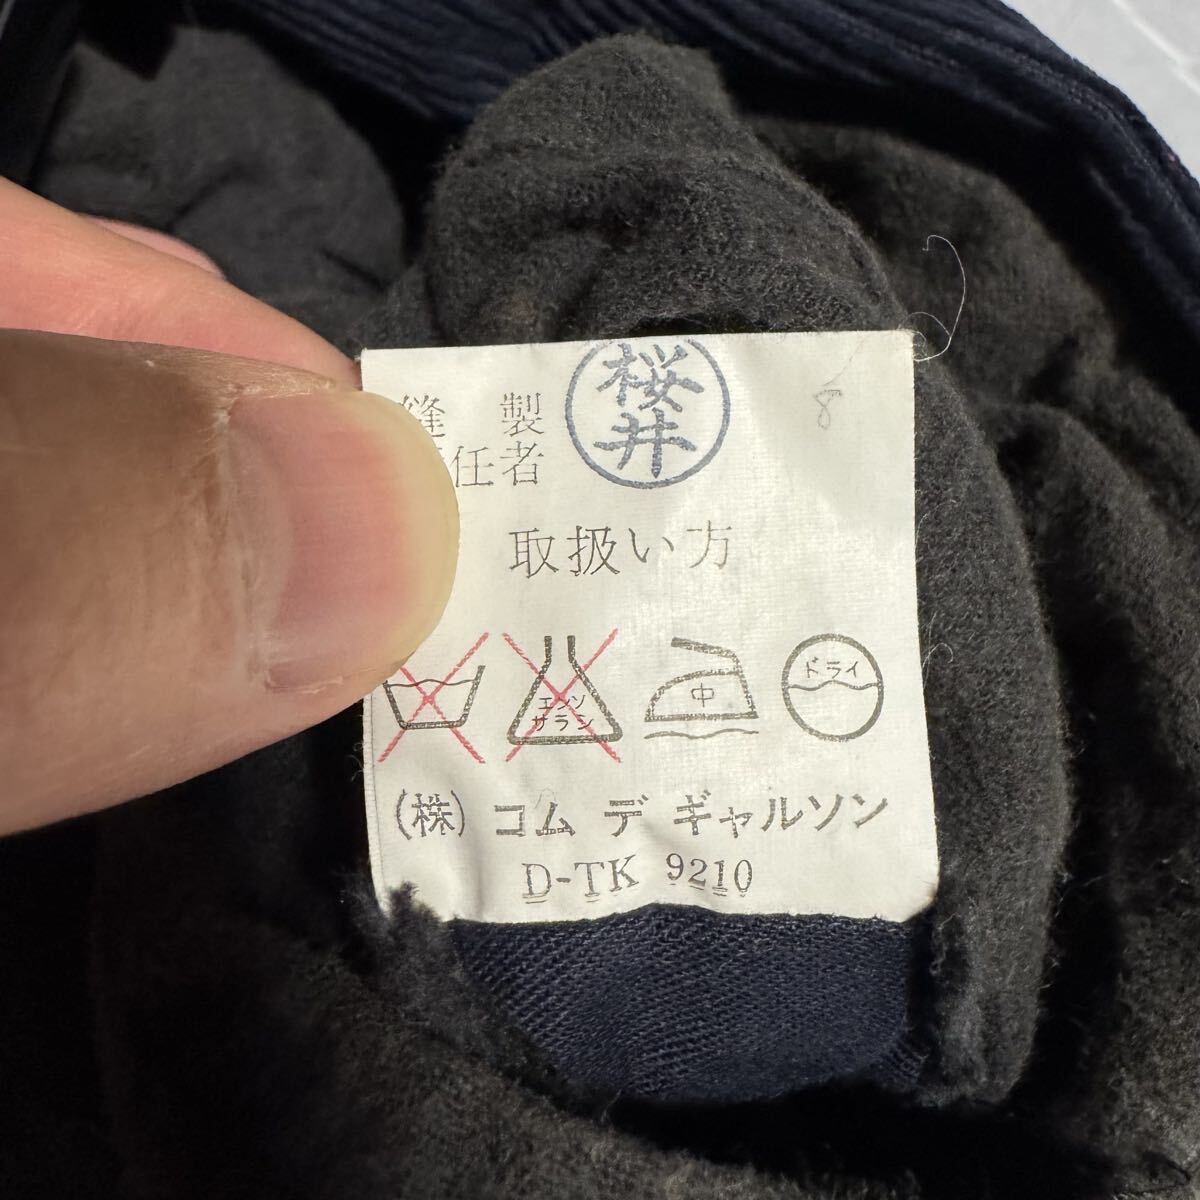 縫製
任者
桜井
8
取扱い方
エンソ
サラン
中
ドライ
(株) コム デ ギャルソン
D-TK 9210